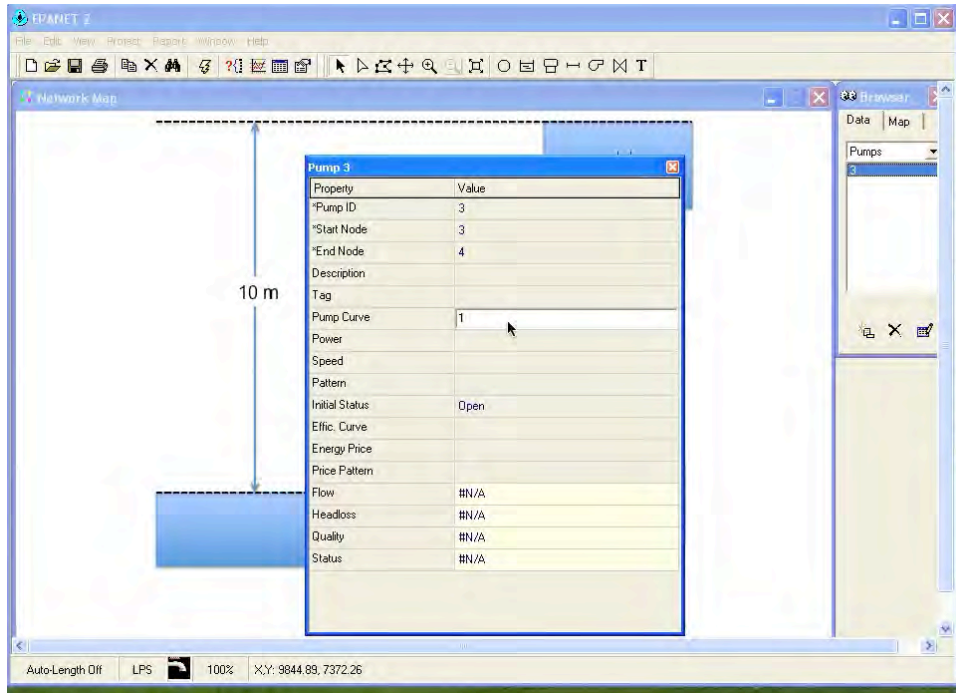 EPANET 2
File Edit View Project Report Window Help
T
Network Map
Browser
Data Map
Pumps
3
10 m
Pump 3
Property Value
*Pump ID 3
*Start Node 3
*End Node 4
Description
Tag
Pump Curve 1
Power
Speed
Pattern
Initial Status Open
Effic. Curve
Energy Price
Price Pattern
Flow #N/A
Headloss #N/A
Quality #N/A
Status #N/A
Auto-Length Off LPS 100% X,Y: 9844.89, 7372.26